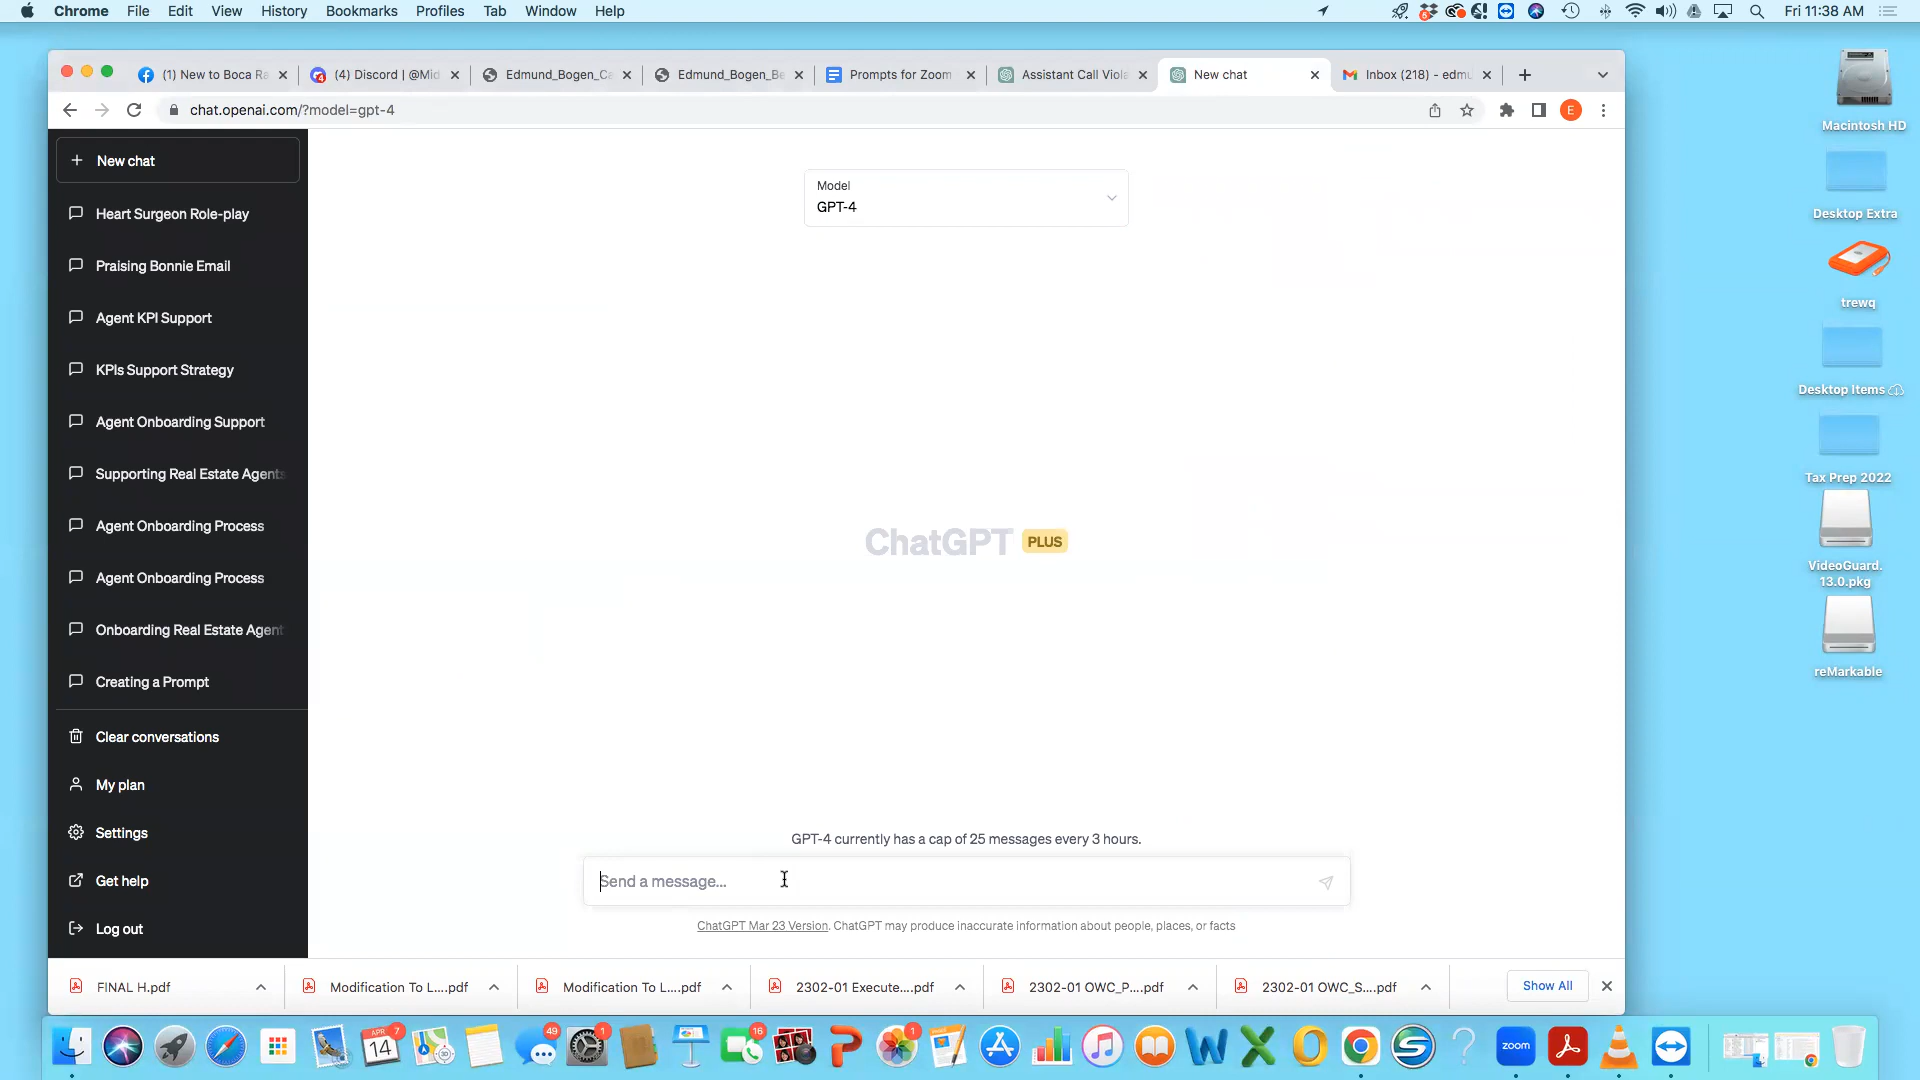 Chrome File Edit View History Bookmarks Profiles Tab Window Help
Fri 11:38 AM
(1) New to Boca Ra
(4) Discord | @Mid
Edmund_Bogen_Ca
Edmund_Bogen_Be
Prompts for Zoom
Assistant Call Viola
New chat
Inbox (218) - edmu
chat.openai.com/?model=gpt-4
E
New chat
Heart Surgeon Role-play
Praising Bonnie Email
Agent KPI Support
KPIs Support Strategy
Agent Onboarding Support
Supporting Real Estate Agents
Agent Onboarding Process
Agent Onboarding Process
Onboarding Real Estate Agent
Creating a Prompt
Clear conversations
My plan
Settings
Get help
Log out
Model
GPT-4
ChatGPT PLUS
GPT-4 currently has a cap of 25 messages every 3 hours.
Send a message...
ChatGPT Mar 23 Version. ChatGPT may produce inaccurate information about people, places, or facts
FINAL H.pdf
Modification To L....pdf
Modification To L....pdf
2302-01 Execute....pdf
2302-01 OWC_P....pdf
2302-01 OWC_S....pdf
Show All
Macintosh HD
Desktop Extra
trewq
Desktop Items
Tax Prep 2022
VideoGuard.
13.0.pkg
reMarkable
APR
14
7
49
1
16
1
zoom